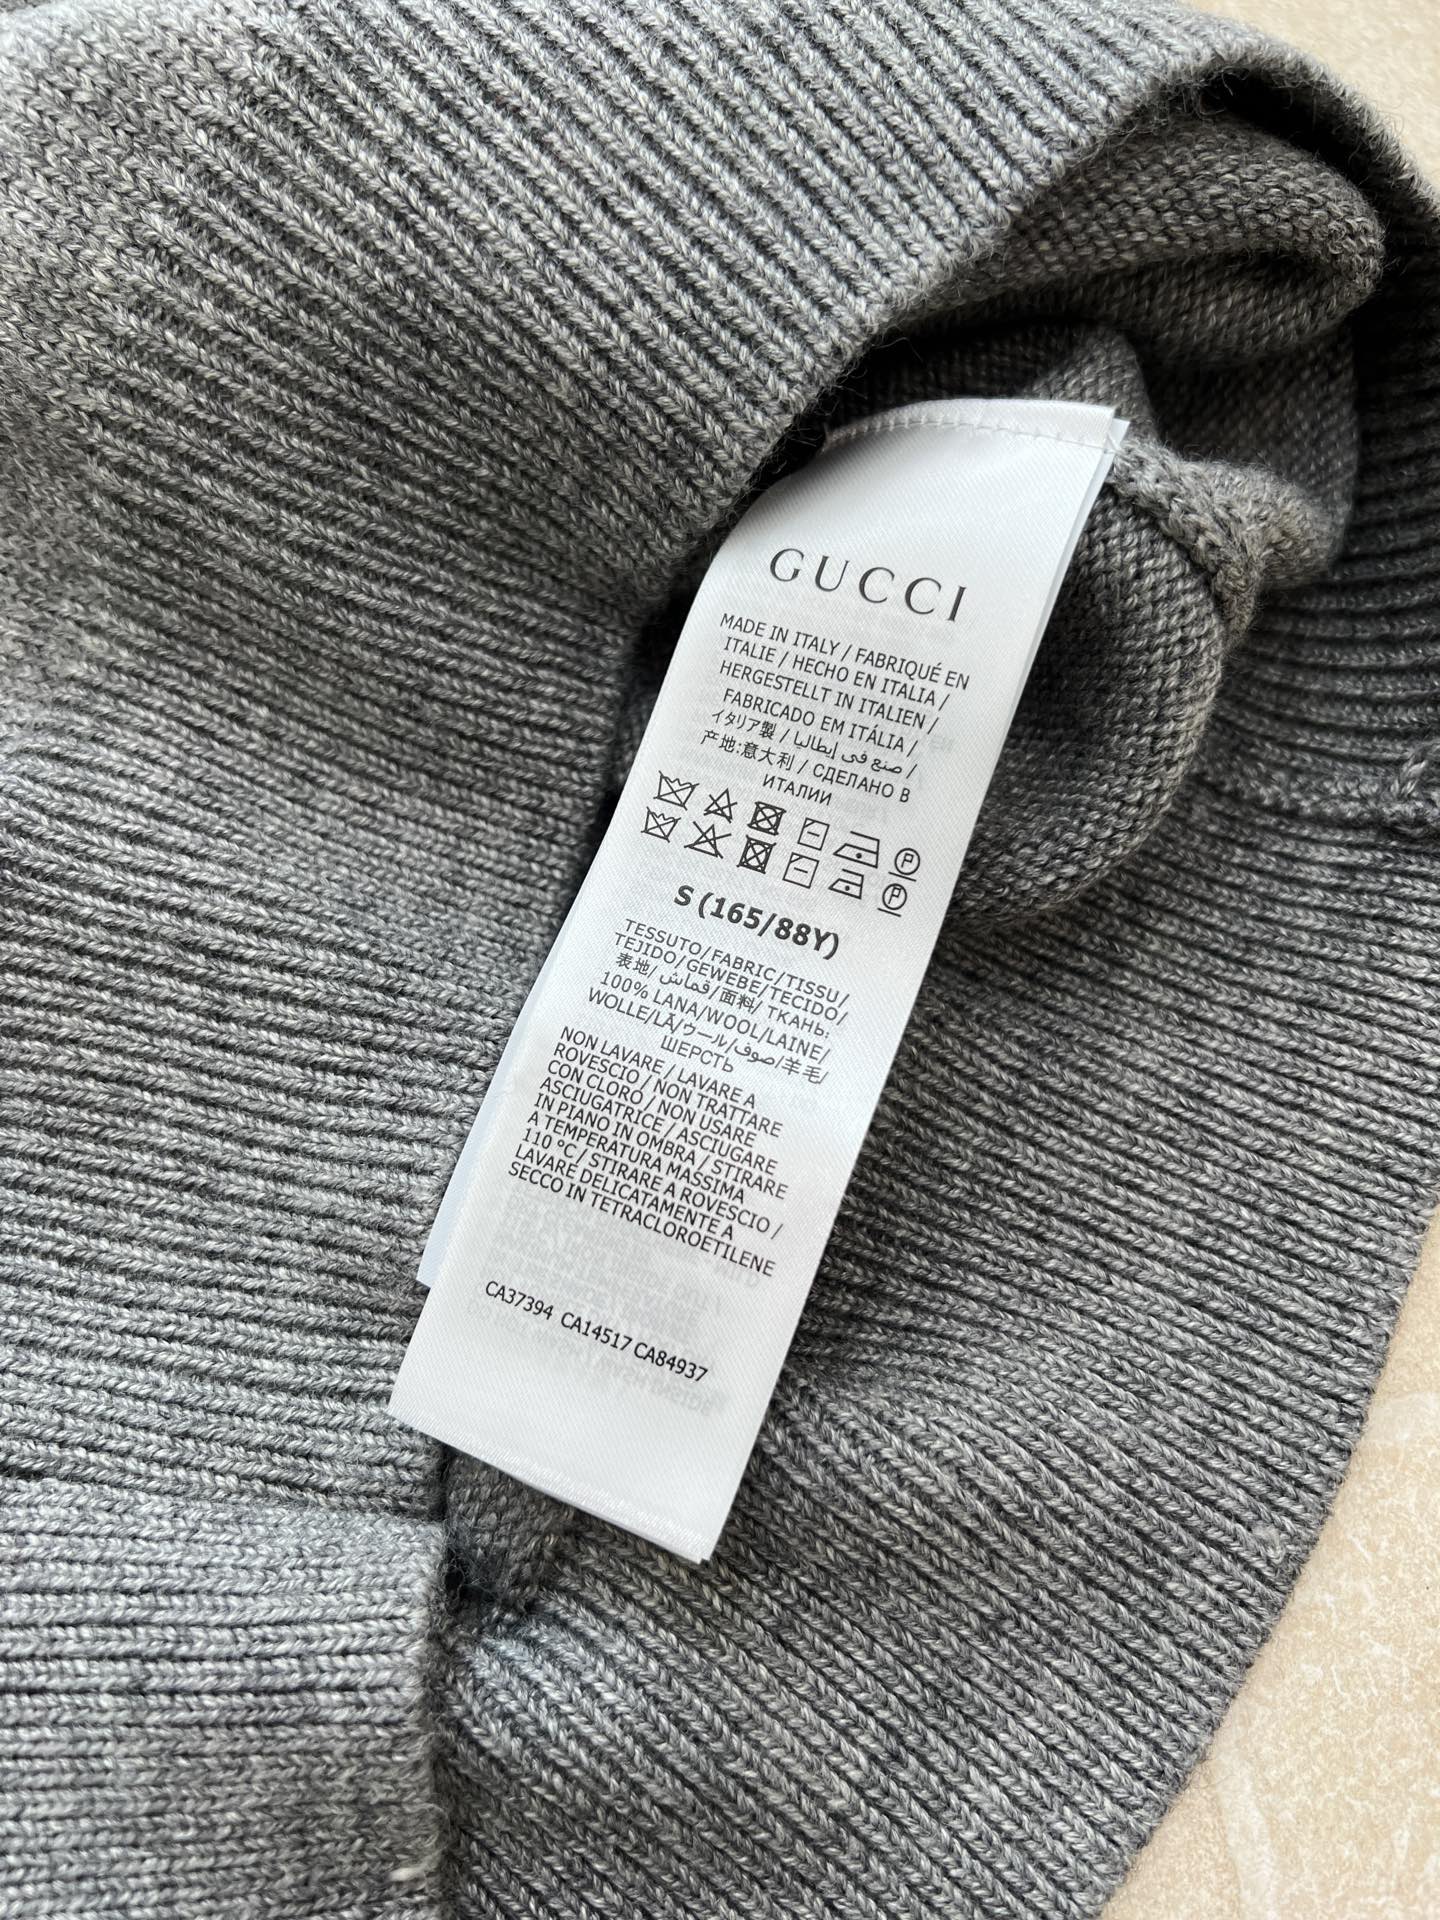 GUCCI
MADE IN ITALY / FABRIQUÉ EN
ITALIE / HECHO EN ITALIA /
HERGESTELLT IN ITALIEN /
FABRICADO EM ITÁLIA /
イタリア製 / صنع في إيطاليا /
产地:意大利 / СДЕЛАНО В
ИТАЛИИ
P
P
S (165/88Y)
TESSUTO/FABRIC/TISSU/
TEJIDO/GEWEBE/TECIDO/
表地/ قماش/面料/ ТКАНЬ:
100% LANA/WOOL/LAINE/
WOLLE/LÃ/ウール/صوف/羊毛/
ШЕРСТЬ
NON LAVARE / LAVARE A
ROVESCIO / NON TRATTARE
CON CLORO / NON USARE
ASCIUGATRICE / ASCIUGARE
IN PIANO IN OMBRA / STIRARE
A TEMPERATURA MASSIMA
110 °C / STIRARE A ROVESCIO /
LAVARE DELICATAMENTE A
SECCO IN TETRACLOROETILENE
CA37394 CA14517 CA84937